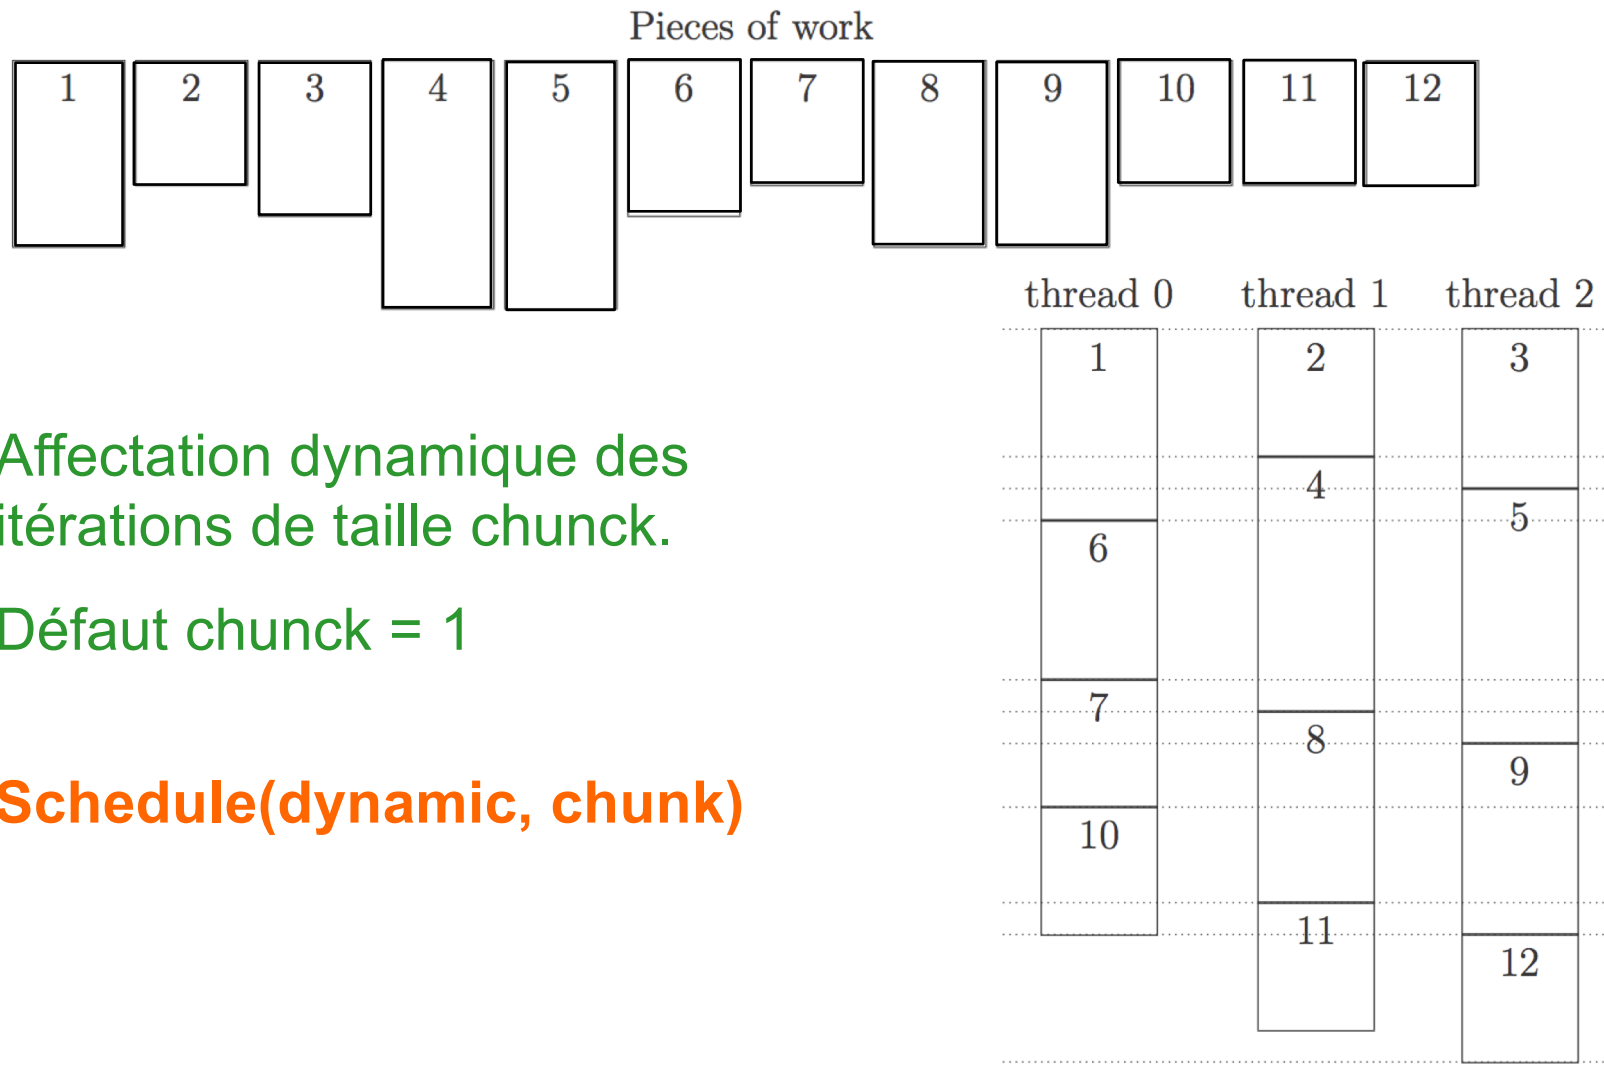 Pieces of work
1 2 3 4 5 6 7 8 9 10 11 12
thread 0 thread 1 thread 2
1 2 3
4
5
6
7
8
9
10
11
12
Affectation dynamique des
itérations de taille chunck.
Défaut chunck = 1
Schedule(dynamic, chunk)